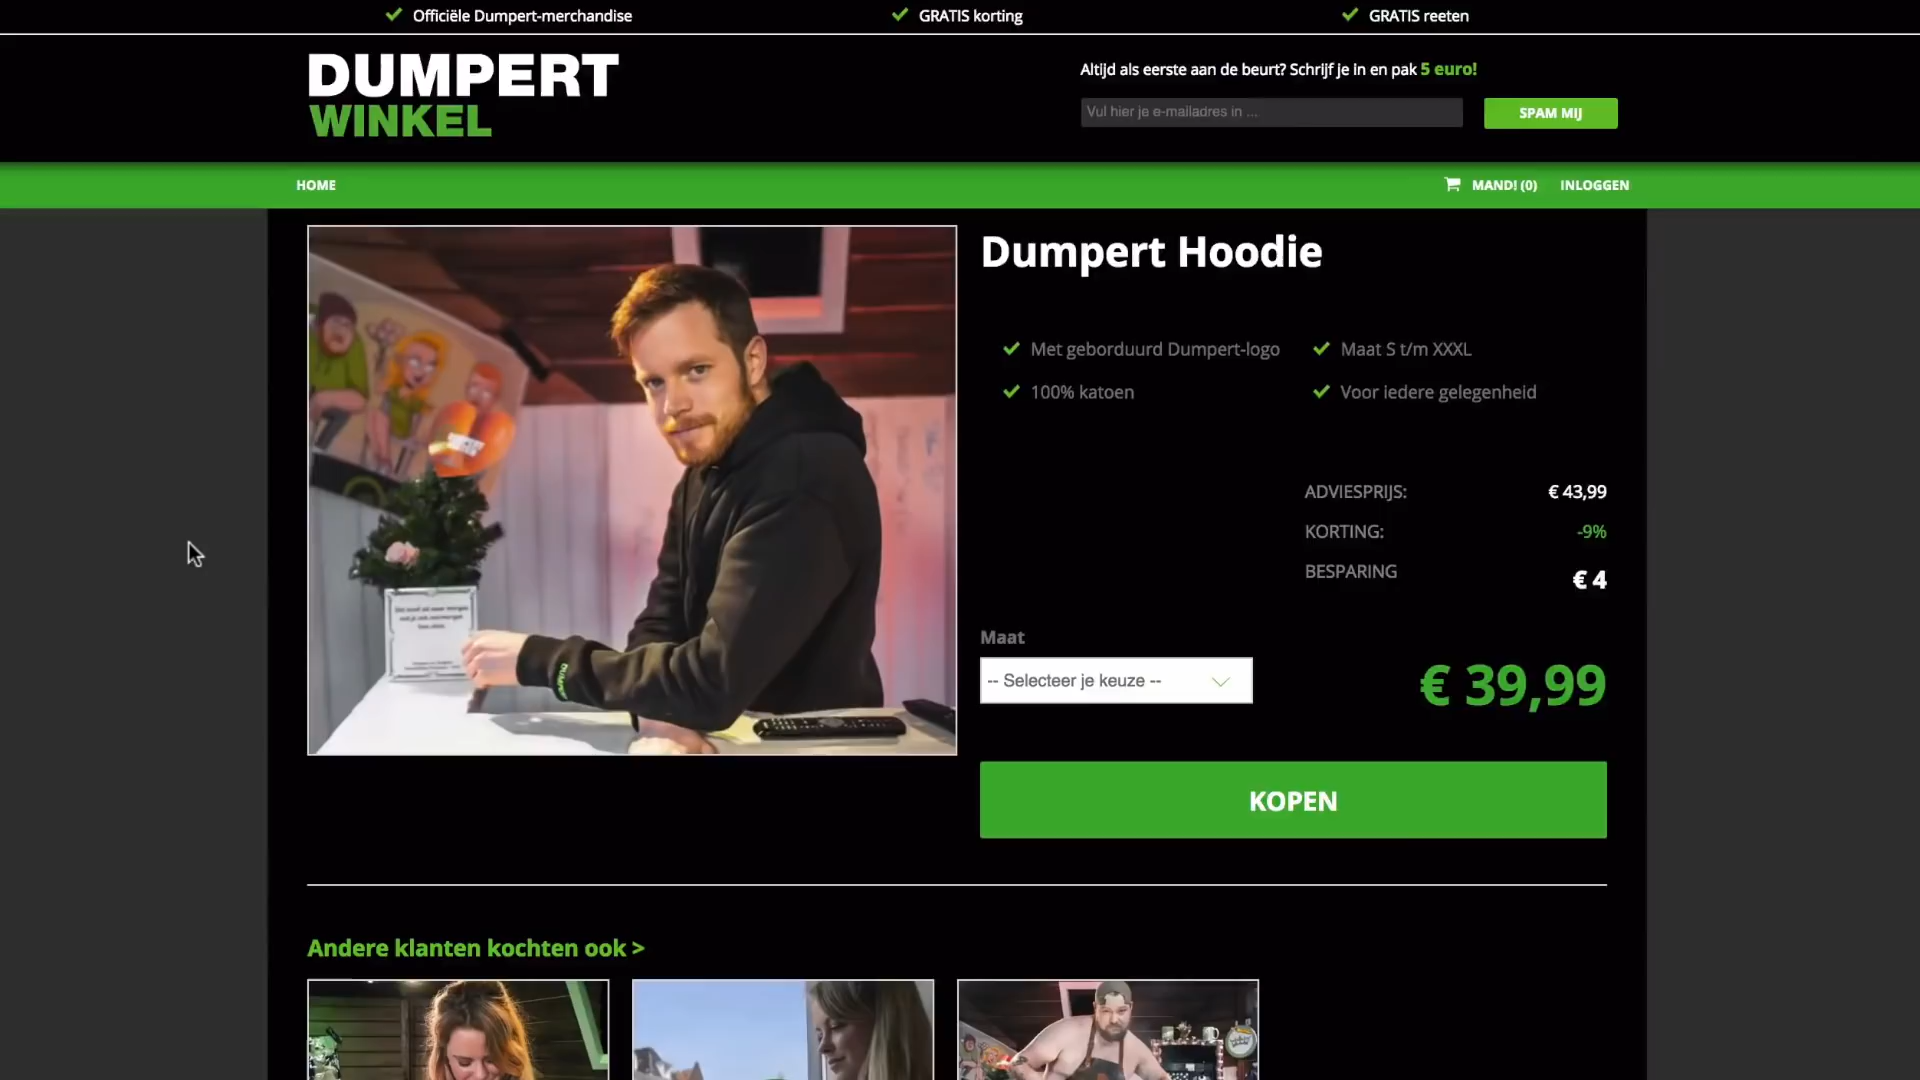 Officiële Dumpert-merchandise
GRATIS korting
GRATIS reeten
DUMPERT
WINKEL
Altijd als eerste aan de beurt? Schrijf je in en pak 5 euro!
Vul hier je e-mailadres in ...
SPAM MIJ
HOME
MAND! (0)
INLOGGEN
Dumpert Hoodie
Met geborduurd Dumpert-logo
Maat S t/m XXXL
100% katoen
Voor iedere gelegenheid
ADVIESPRIJS: € 43,99
KORTING: -9%
BESPARING € 4
Maat
-- Selecteer je keuze --
€ 39,99
KOPEN
Andere klanten kochten ook >